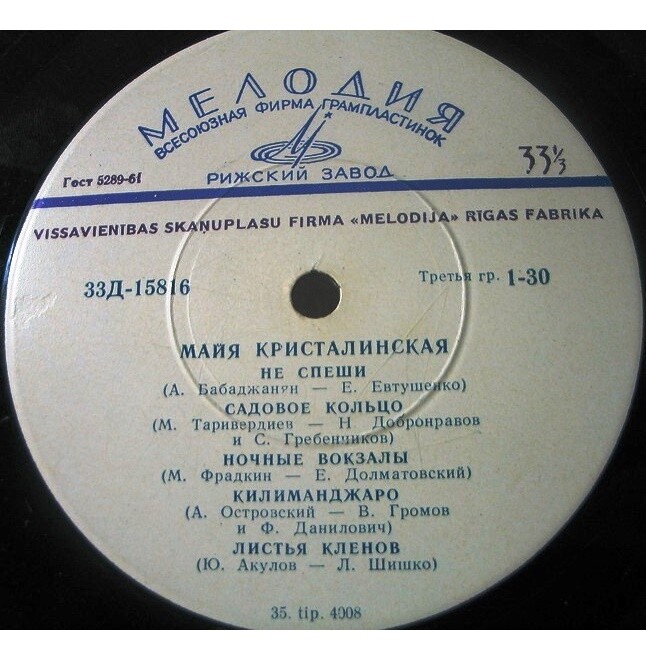 МЕЛОДИЯ
ВСЕСОЮЗНАЯ ФИРМА ГРАМПЛАСТИНОК
РИЖСКИЙ ЗАВОД
Гост 5289-61
33⅓
VISSAVIENĪBAS SKAŅUPLAŠU FIRMA «MELODIJA» RĪGAS FABRIKA
33Д-15816
Третья гр. 1-30
МАЙЯ КРИСТАЛИНСКАЯ
НЕ СПЕШИ
(А. Бабаджанян — Е. Евтушенко)
САДОВОЕ КОЛЬЦО
(М. Таривердиев — Н Добронравов
и С. Гребенчиков)
НОЧНЫЕ ВОКЗАЛЫ
(М. Фрадкин — Е. Долматовский)
КИЛИМАНДЖАРО
(А. Островский — В. Громов
и Ф. Данилович)
ЛИСТЬЯ КЛЕНОВ
(Ю. Акулов — Л. Шишко)
35. tip. 4008